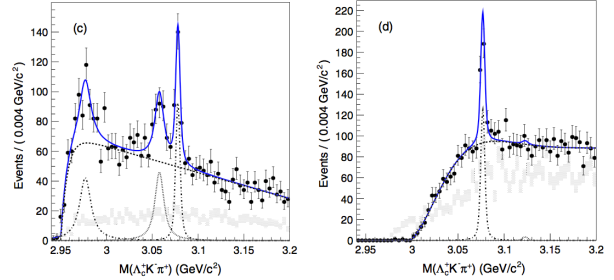 (c)
140
120
100
80
60
40
20
0
Events / ( 0.004 GeV/c²)
2.95 3 3.05 3.1 3.15 3.2
M(Λc⁺K⁻π⁺) (GeV/c²)
(d)
220
200
180
160
140
120
100
80
60
40
20
0
Events / ( 0.004 GeV/c²)
2.95 3 3.05 3.1 3.15 3.2
M(Λc⁺K⁻π⁺) (GeV/c²)